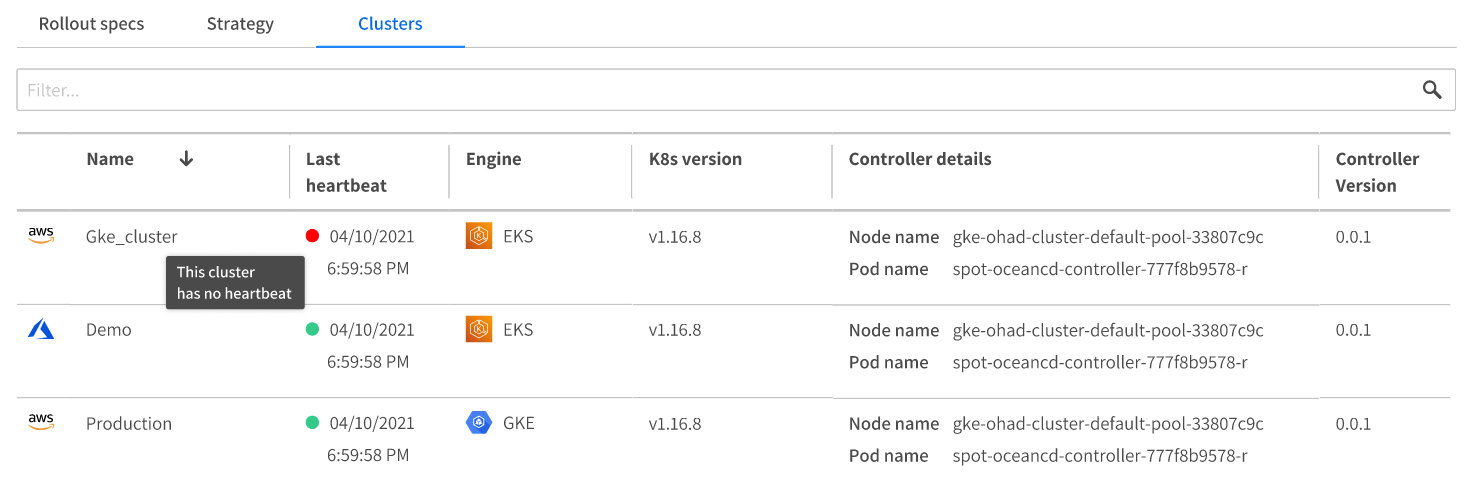 Rollout specs Strategy Clusters
Filter...
Name Last heartbeat Engine K8s version Controller details Controller Version
aws Gke_cluster 04/10/2021 EKS v1.16.8 Node name gke-ohad-cluster-default-pool-33807c9c 0.0.1
6:59:58 PM Pod name spot-oceancd-controller-777f8b9578-r
This cluster
has no heartbeat
Demo 04/10/2021 EKS v1.16.8 Node name gke-ohad-cluster-default-pool-33807c9c 0.0.1
6:59:58 PM Pod name spot-oceancd-controller-777f8b9578-r
aws Production 04/10/2021 GKE v1.16.8 Node name gke-ohad-cluster-default-pool-33807c9c 0.0.1
6:59:58 PM Pod name spot-oceancd-controller-777f8b9578-r